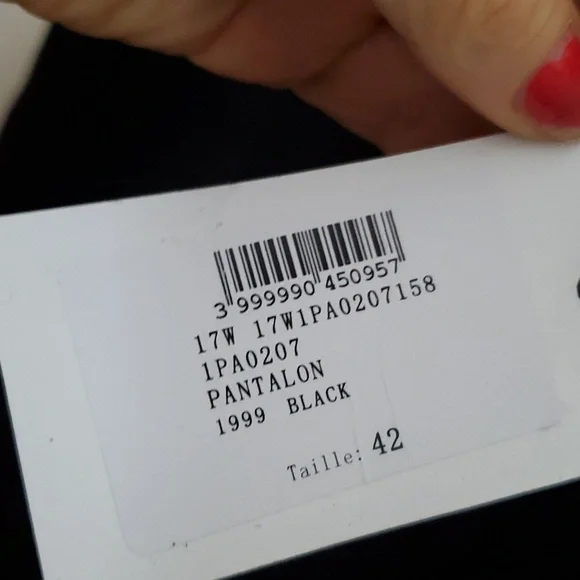 3 999990 450957
17W 17W1PA0207158
1PA0207
PANTALON
1999 BLACK
Taille: 42